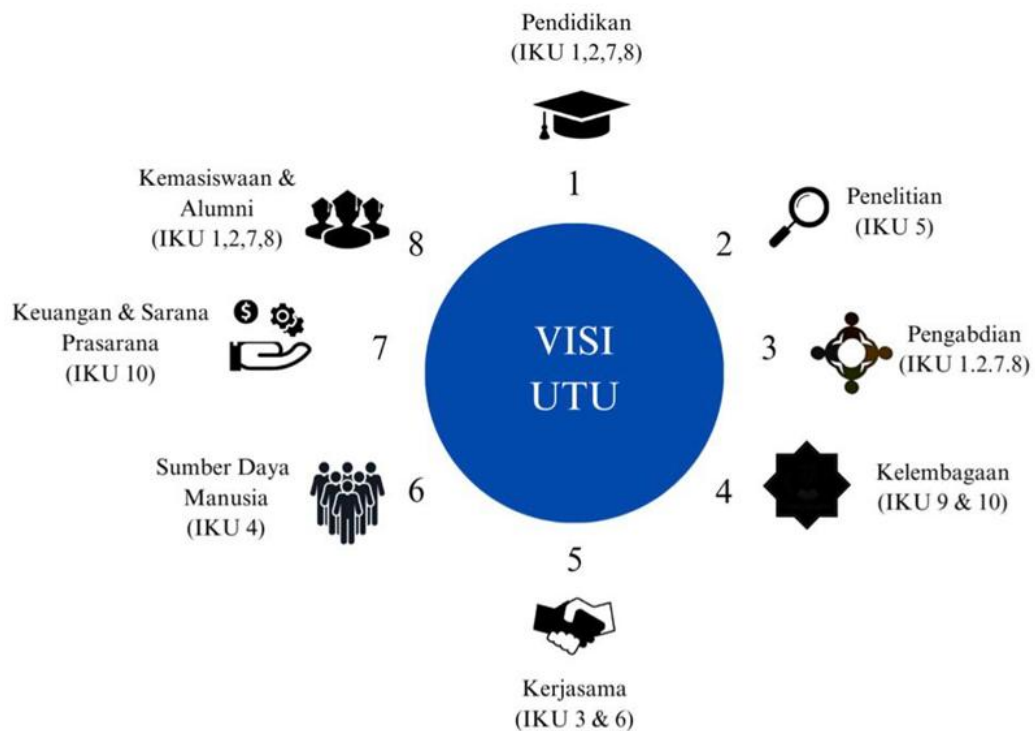 Pendidikan
(IKU 1,2,7,8)
1
Penelitian
(IKU 5)
2
Pengabdian
(IKU 1.2.7.8)
3
Kelembagaan
(IKU 9 & 10)
4
Kerjasama
(IKU 3 & 6)
5
Sumber Daya
Manusia
(IKU 4)
6
Keuangan & Sarana
Prasarana
(IKU 10)
$
7
Kemasiswaan &
Alumni
(IKU 1,2,7,8)
8
VISI
UTU